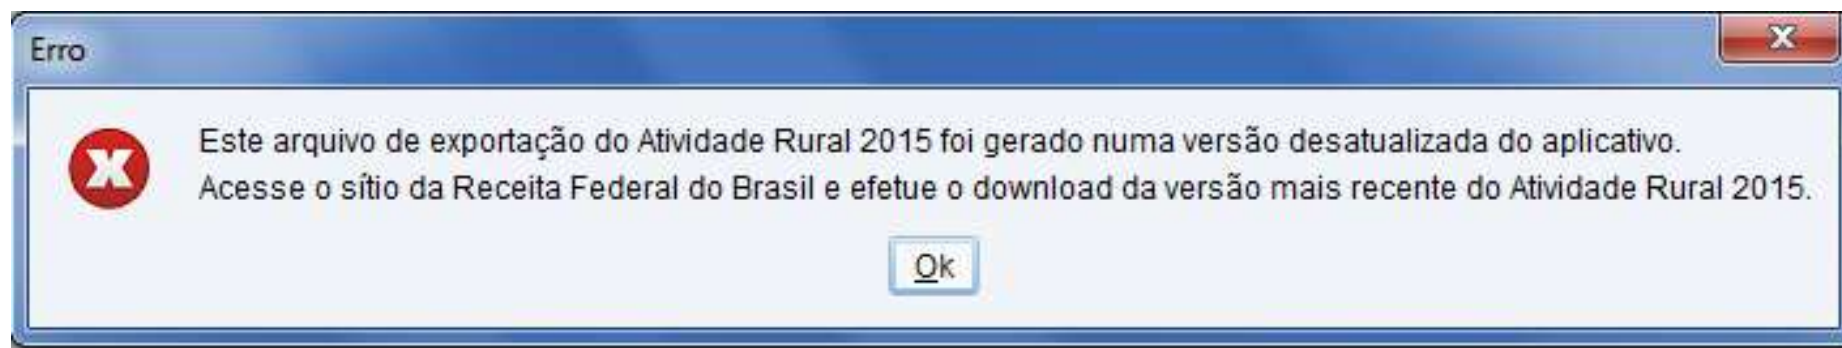 Erro
Este arquivo de exportação do Atividade Rural 2015 foi gerado numa versão desatualizada do aplicativo.
Acesse o sítio da Receita Federal do Brasil e efetue o download da versão mais recente do Atividade Rural 2015.
Ok